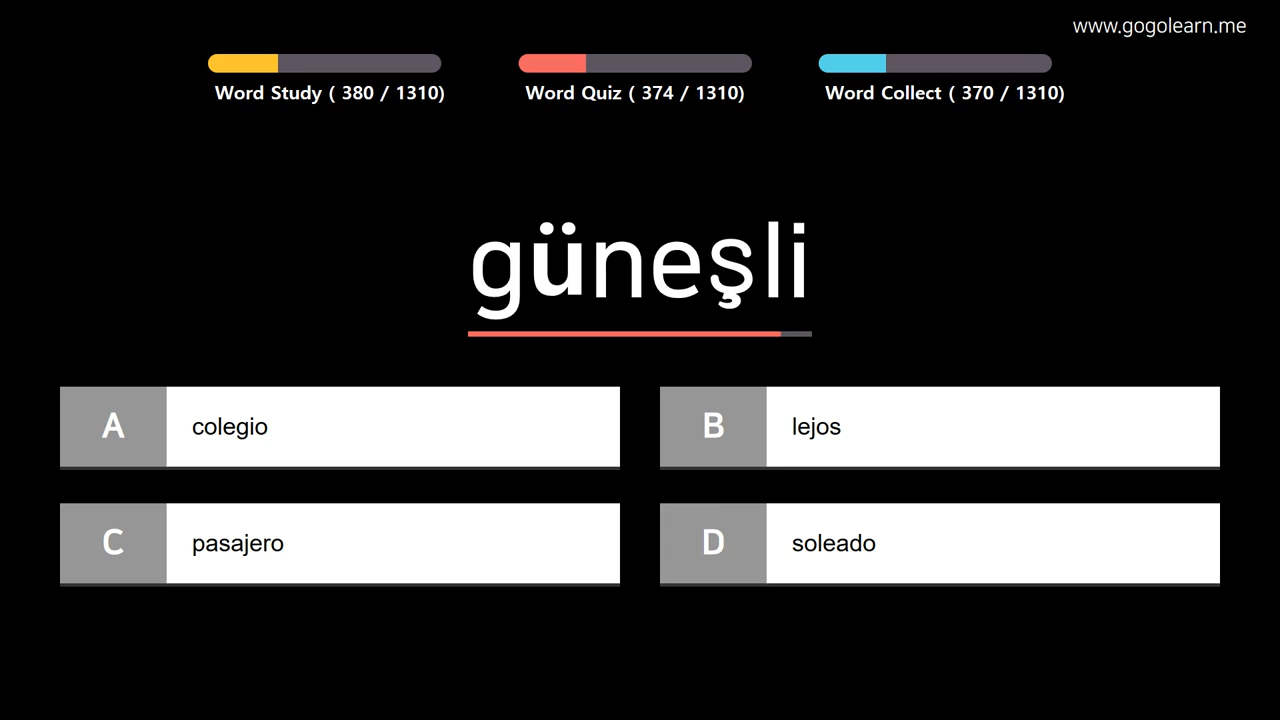 www.gogolearn.me
Word Study ( 380 / 1310)
Word Quiz ( 374 / 1310)
Word Collect ( 370 / 1310)
güneşli
A colegio
B lejos
C pasajero
D soleado